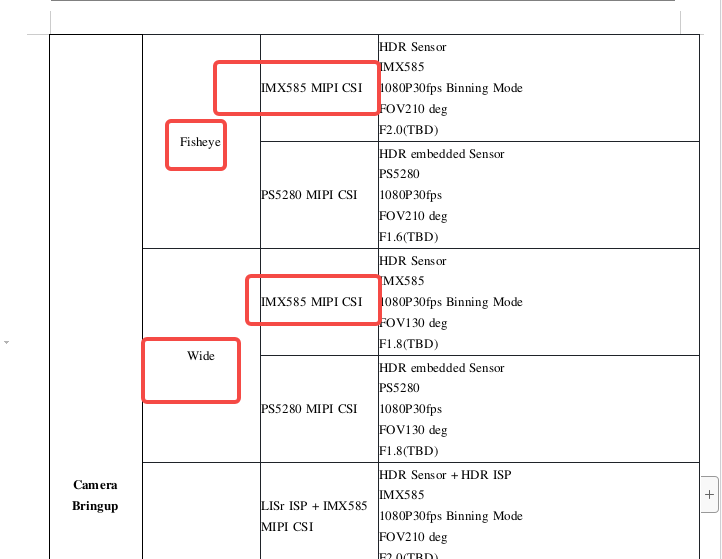 Camera
Bringup
Fisheye
IMX585 MIPI CSI
HDR Sensor
IMX585
1080P30fps Binning Mode
FOV210 deg
F2.0(TBD)
PS5280 MIPI CSI
HDR embedded Sensor
PS5280
1080P30fps
FOV210 deg
F1.6(TBD)
Wide
IMX585 MIPI CSI
HDR Sensor
IMX585
1080P30fps Binning Mode
FOV130 deg
F1.8(TBD)
PS5280 MIPI CSI
HDR embedded Sensor
PS5280
1080P30fps
FOV130 deg
F1.8(TBD)
LISr ISP + IMX585
MIPI CSI
HDR Sensor + HDR ISP
IMX585
1080P30fps Binning Mode
FOV210 deg
F2.0(TBD)